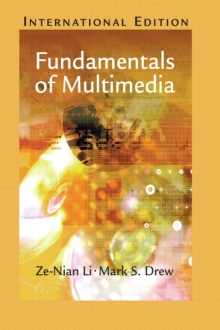 INTERNATIONAL EDITION
Fundamentals
of Multimedia
Ze-Nian Li • Mark S. Drew